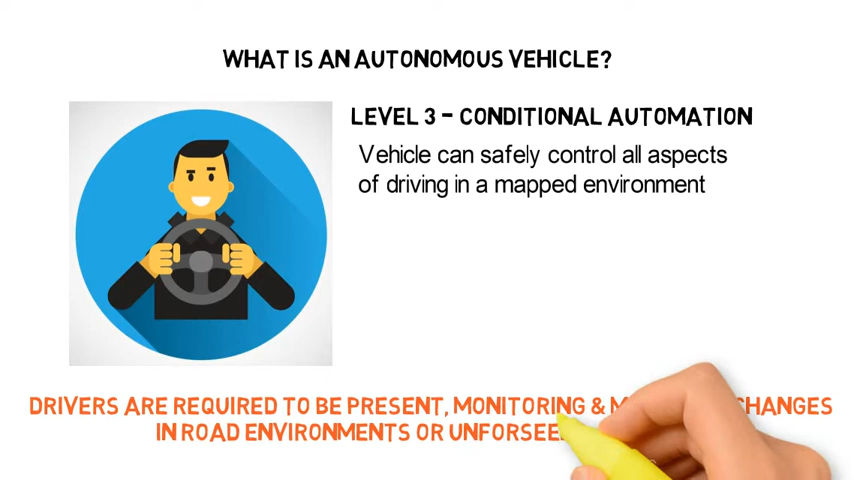 WHAT IS AN AUTONOMOUS VEHICLE?
LEVEL 3 - CONDITIONAL AUTOMATION
Vehicle can safely control all aspects
of driving in a mapped environment
DRIVERS ARE REQUIRED TO BE PRESENT, MONITORING & CHANGES
IN ROAD ENVIRONMENTS OR